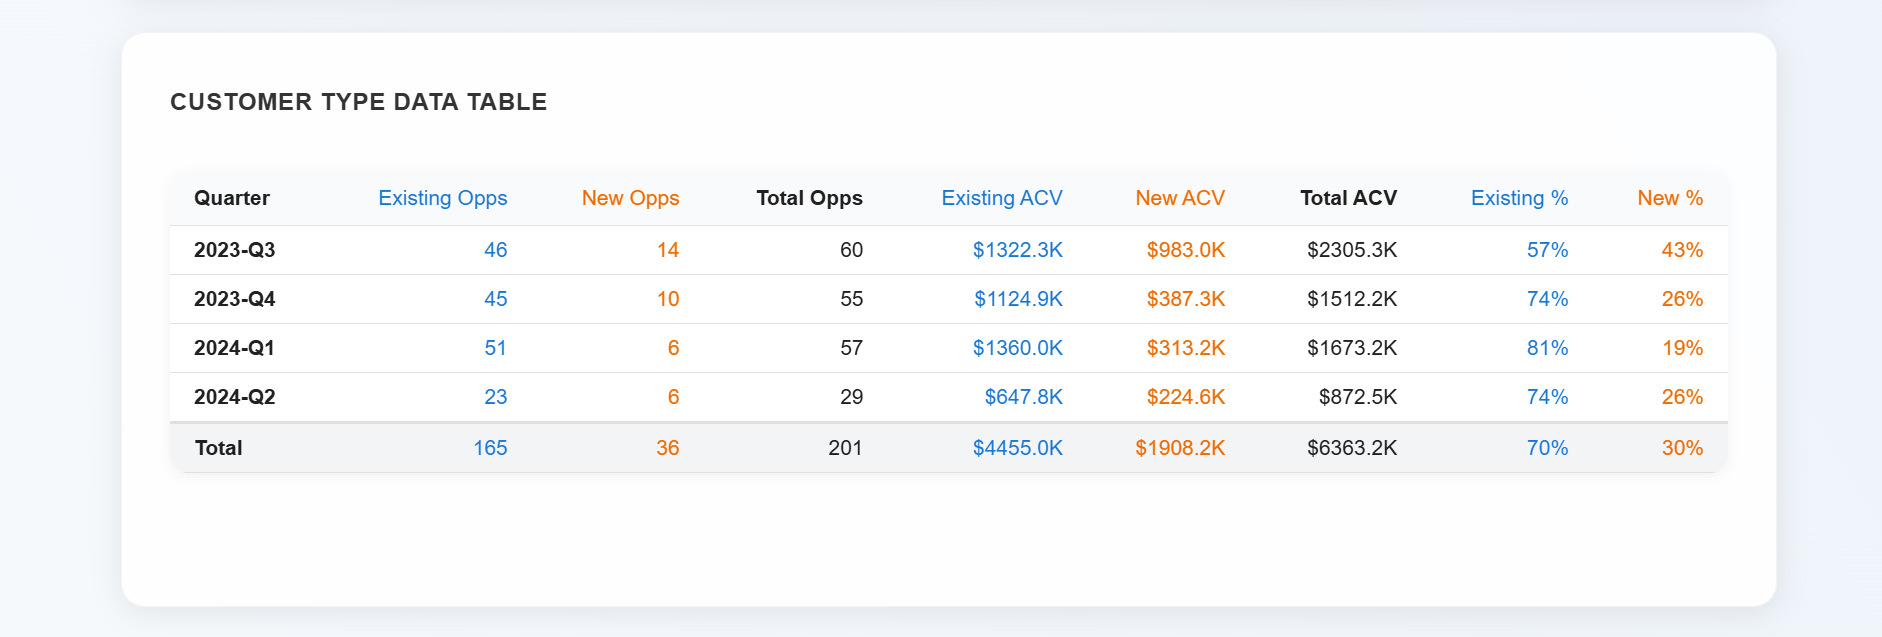 CUSTOMER TYPE DATA TABLE
Quarter Existing Opps New Opps Total Opps Existing ACV New ACV Total ACV Existing % New %
2023-Q3 46 14 60 $1322.3K $983.0K $2305.3K 57% 43%
2023-Q4 45 10 55 $1124.9K $387.3K $1512.2K 74% 26%
2024-Q1 51 6 57 $1360.0K $313.2K $1673.2K 81% 19%
2024-Q2 23 6 29 $647.8K $224.6K $872.5K 74% 26%
Total 165 36 201 $4455.0K $1908.2K $6363.2K 70% 30%